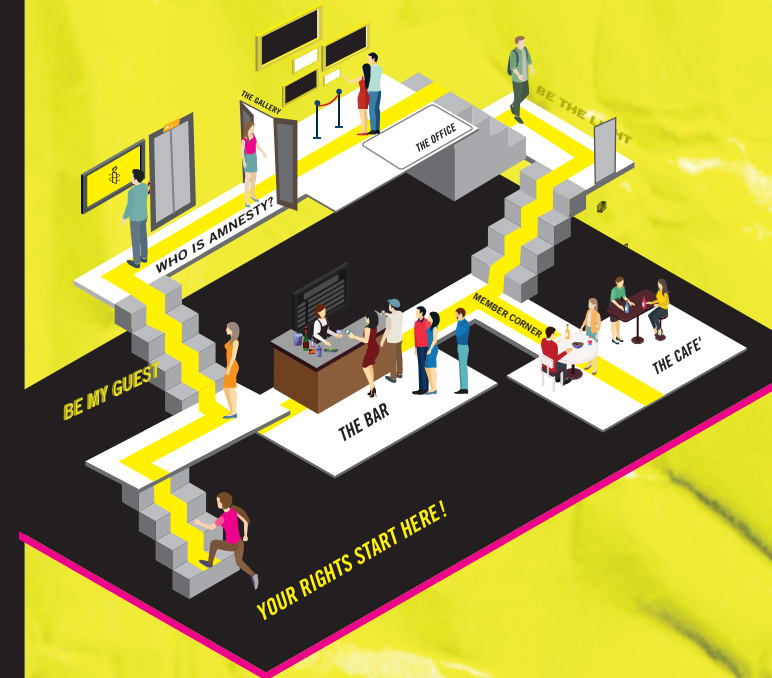 BE THE LIGHT
THE GALLERY
THE OFFICE
WHO IS AMNESTY?
MEMBER CORNER
THE CAFE'
BE MY GUEST
THE BAR
YOUR RIGHTS START HERE!